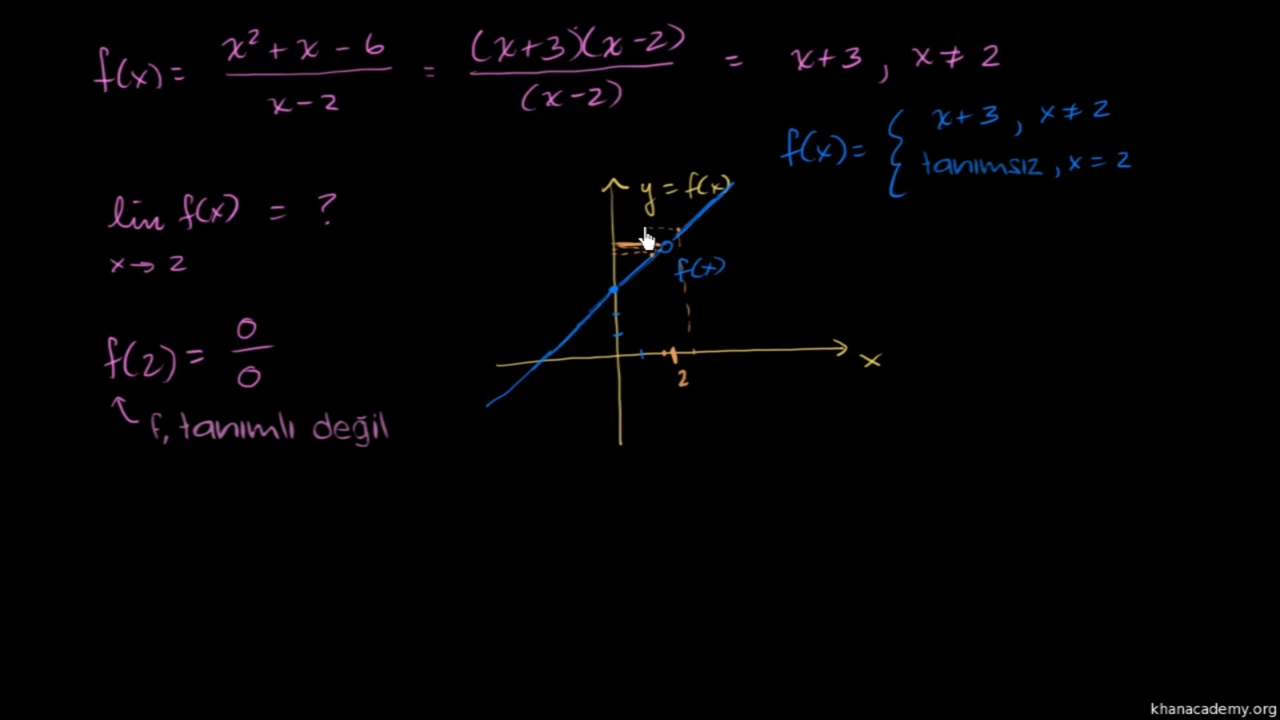 f(x) = x² + x - 6 / x - 2 = (x+3)(x-2) / (x-2) = x+3 , x ≠ 2
f(x) = { x+3 , x ≠ 2
tanımsız , x = 2
lim f(x) = ?
x → 2
y = f(x)
f(x)
f(2) = 0 / 0
x
2
f, tanımlı değil
khanacademy.org